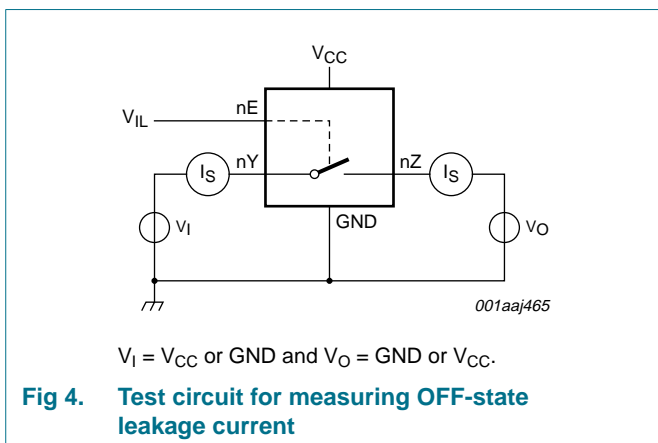 VCC
nE
VIL
nY
nZ
IS
IS
GND
VI
VO
001aaj465
VI = VCC or GND and VO = GND or VCC.
Fig 4. Test circuit for measuring OFF-state
leakage current